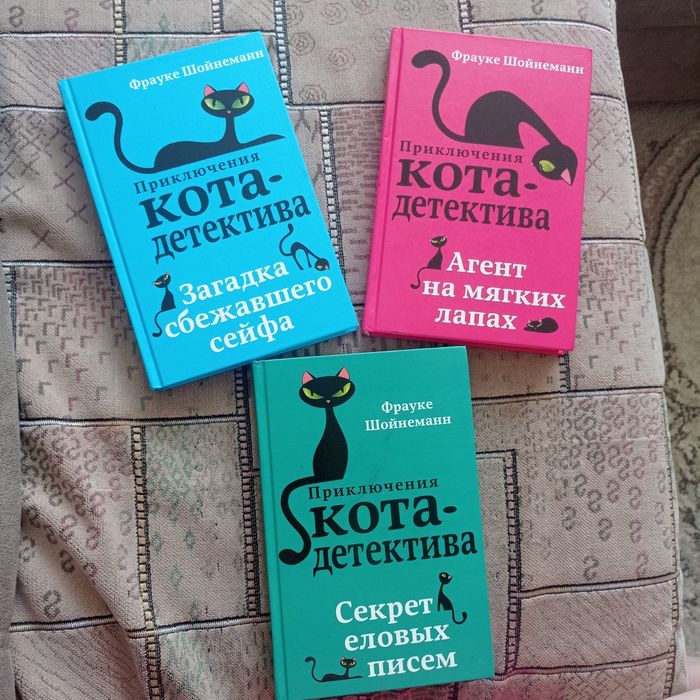 Фрауке Шойнеманн
Приключения
кота-
детектива
Загадка
сбежавшего
сейфа
Фрауке Шойнеманн
Приключения
кота-
детектива
Агент
на мягких
лапах
Фрауке
Шойнеманн
Приключения
кота-
детектива
Секрет
еловых
писем